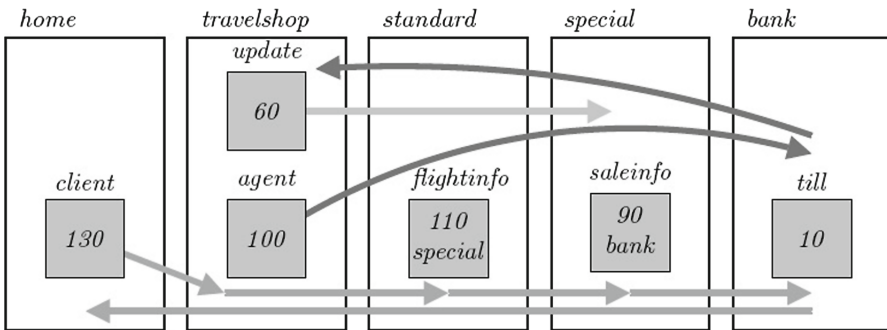 home travelshop standard special bank
update
60
client agent flightinfo saleinfo till
130 100 110 90 10
special bank